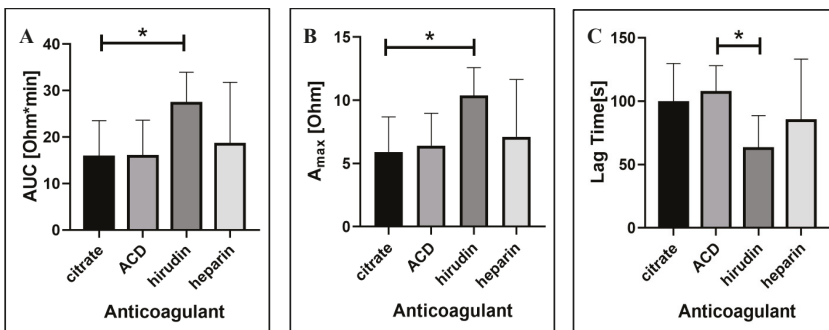 A
AUC [Ohm*min]
40
30
20
10
0
*
citrate
ACD
hirudin
heparin
Anticoagulant
B
Amax [Ohm]
15
10
5
0
*
citrate
ACD
hirudin
heparin
Anticoagulant
C
Lag Time[s]
150
100
50
0
*
citrate
ACD
hirudin
heparin
Anticoagulant